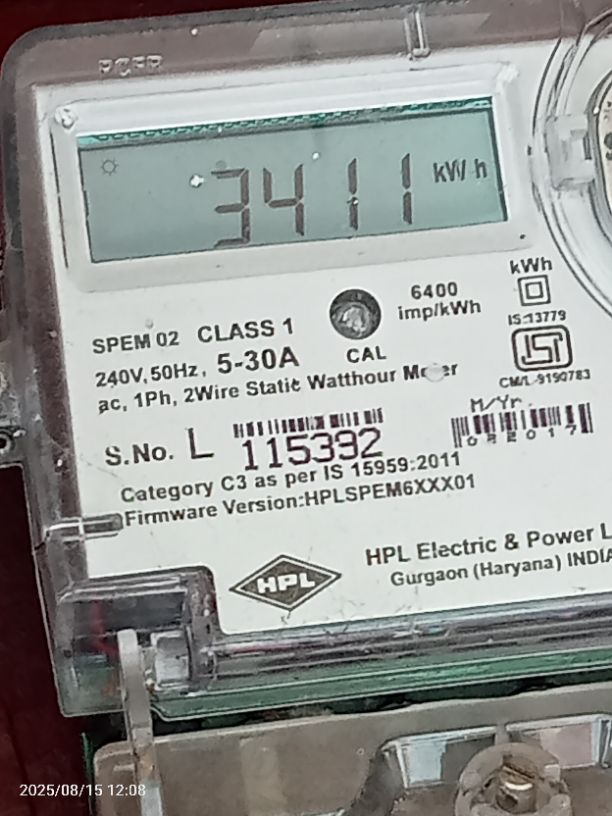 3411 kWh
kWh
6400
imp/kWh
IS:13779
SPEM 02 CLASS 1
CAL
240V, 50Hz, 5-30A
ac, 1Ph, 2Wire Static Watthour
CM/L-9190783
M/Yr.
S.No. L 115392
082017
Category C3 as per IS 15959:2011
Firmware Version:HPLSPEM6XXX01
HPL
HPL Electric & Power
Gurgaon (Haryana) INDIA
2025/08/15 12:08